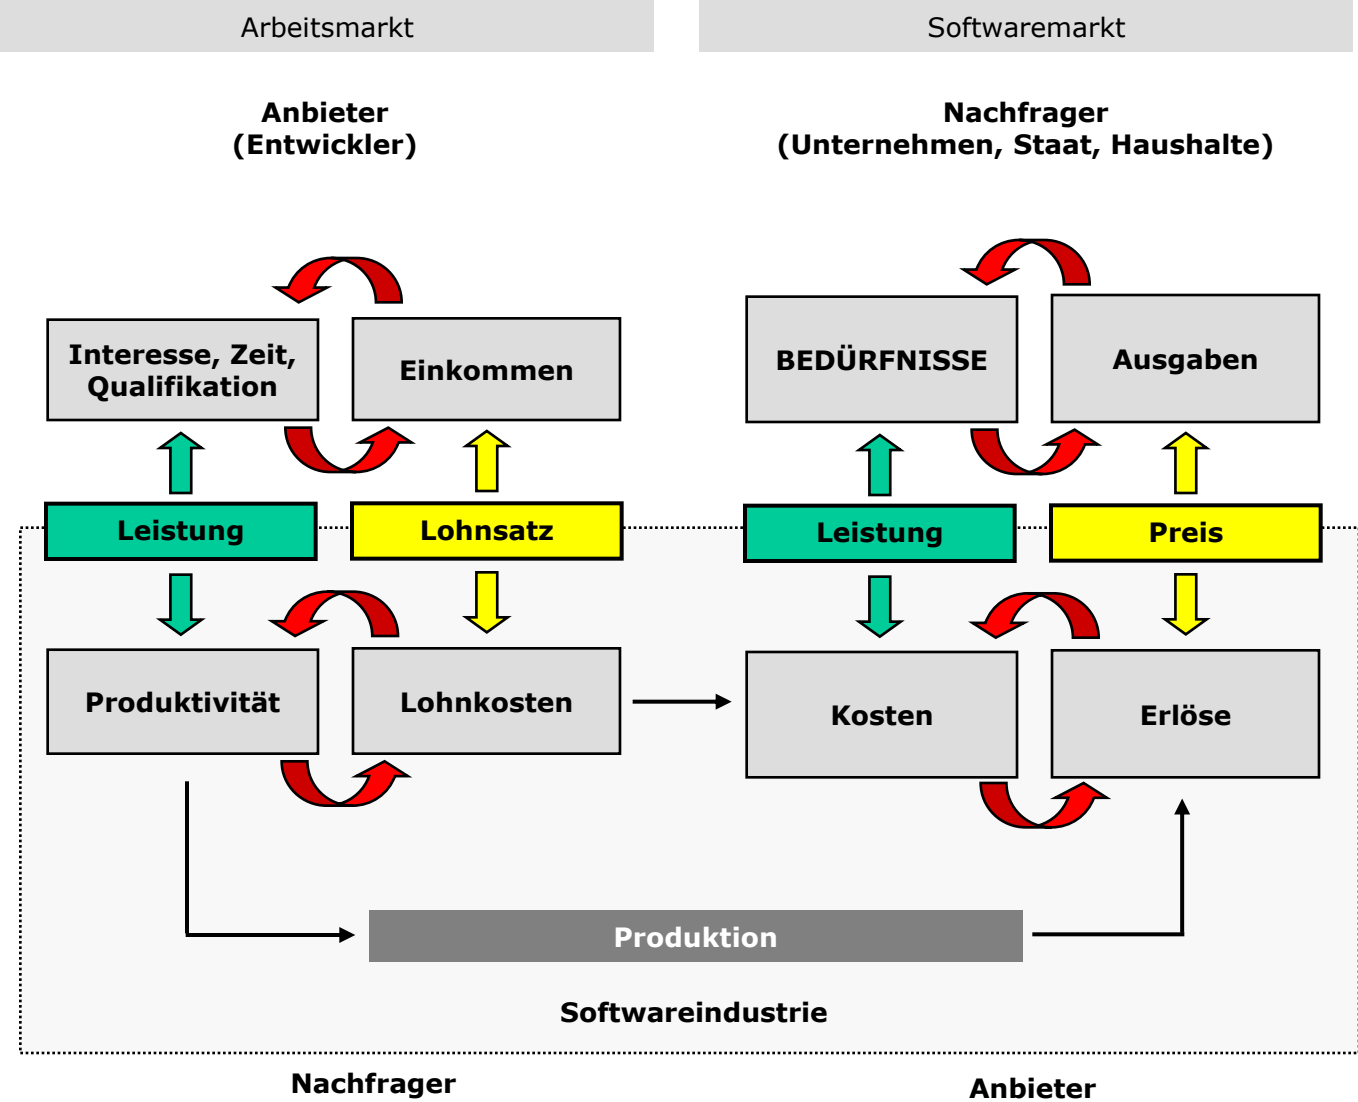 Arbeitsmarkt
Softwaremarkt
Anbieter
(Entwickler)
Nachfrager
(Unternehmen, Staat, Haushalte)
Interesse, Zeit,
Qualifikation
Einkommen
BEDÜRFNISSE
Ausgaben
Leistung
Lohnsatz
Leistung
Preis
Produktivität
Lohnkosten
Kosten
Erlöse
Produktion
Softwareindustrie
Nachfrager
Anbieter